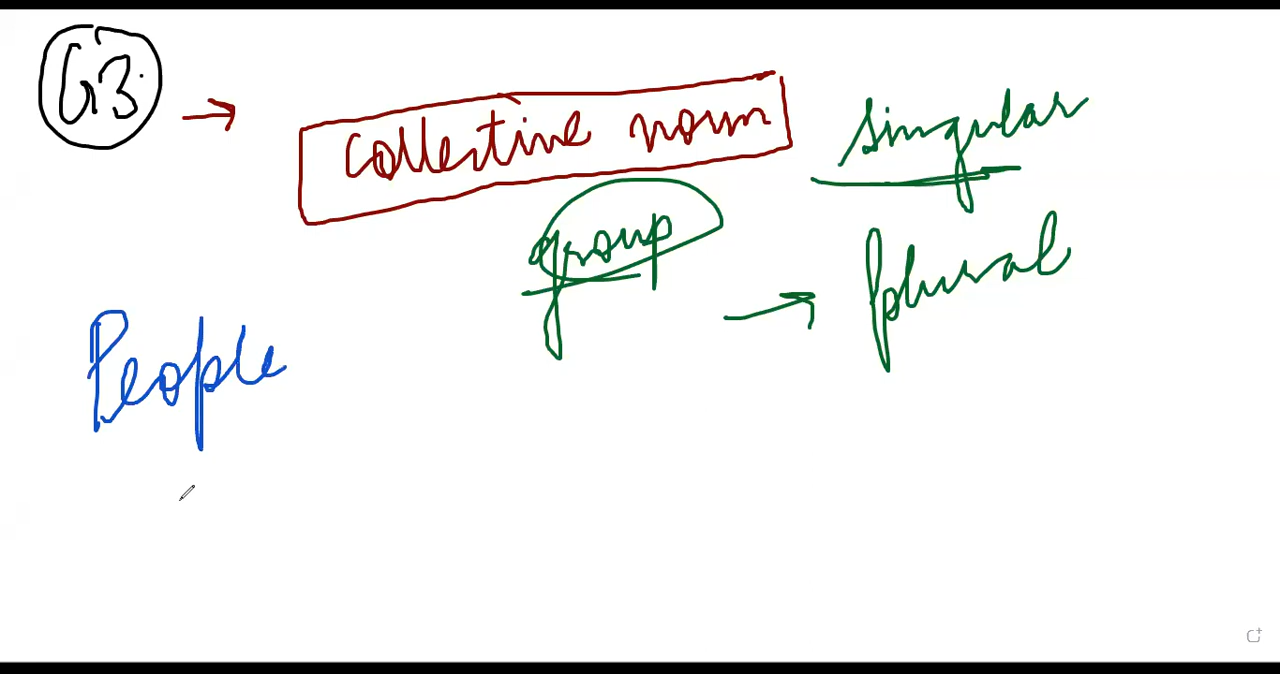 G3.
→ collective noun singular
group
→ plural
People